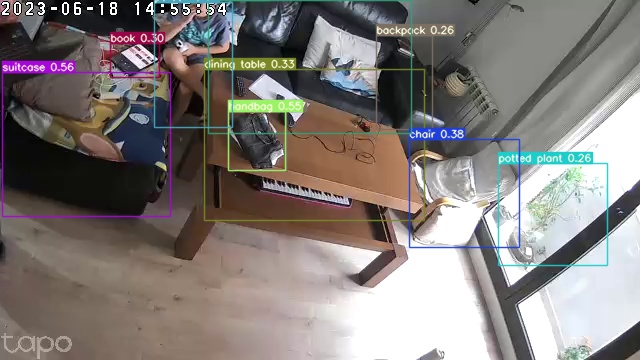 2023-06-18 14:55:54
backpack 0.26
book 0.30
suitcase 0.56
dining table 0.33
handbag 0.55
chair 0.38
potted plant 0.26
tapo